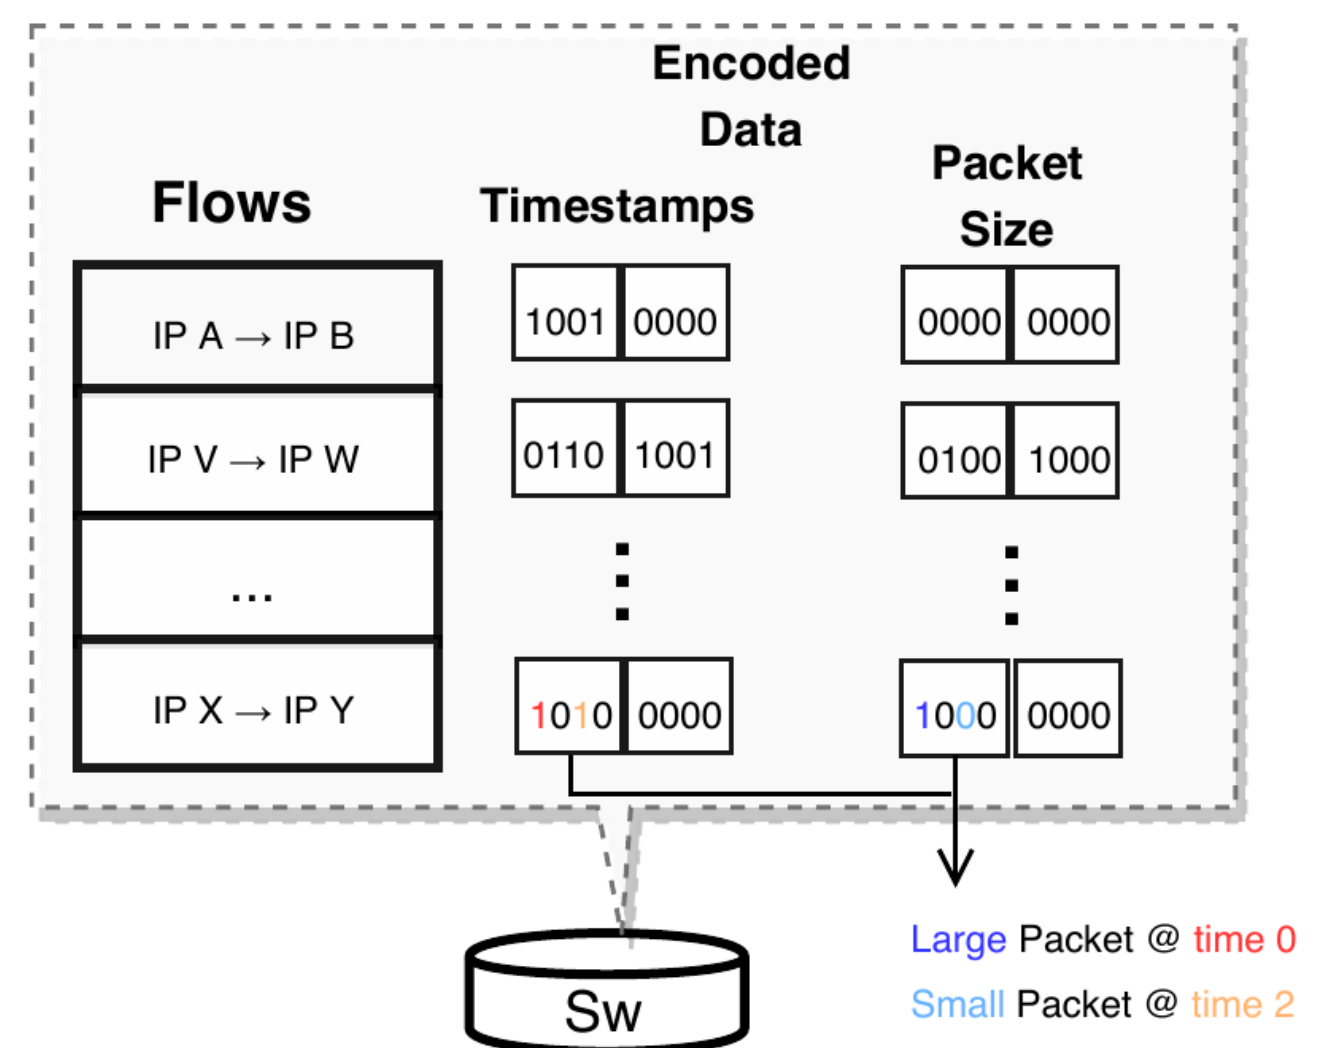 Encoded
Data
Flows
Timestamps
Packet
Size
IP A → IP B
1001 0000
0000 0000
IP V → IP W
0110 1001
0100 1000
...
IP X → IP Y
1010 0000
1000 0000
Large Packet @ time 0
Small Packet @ time 2
Sw